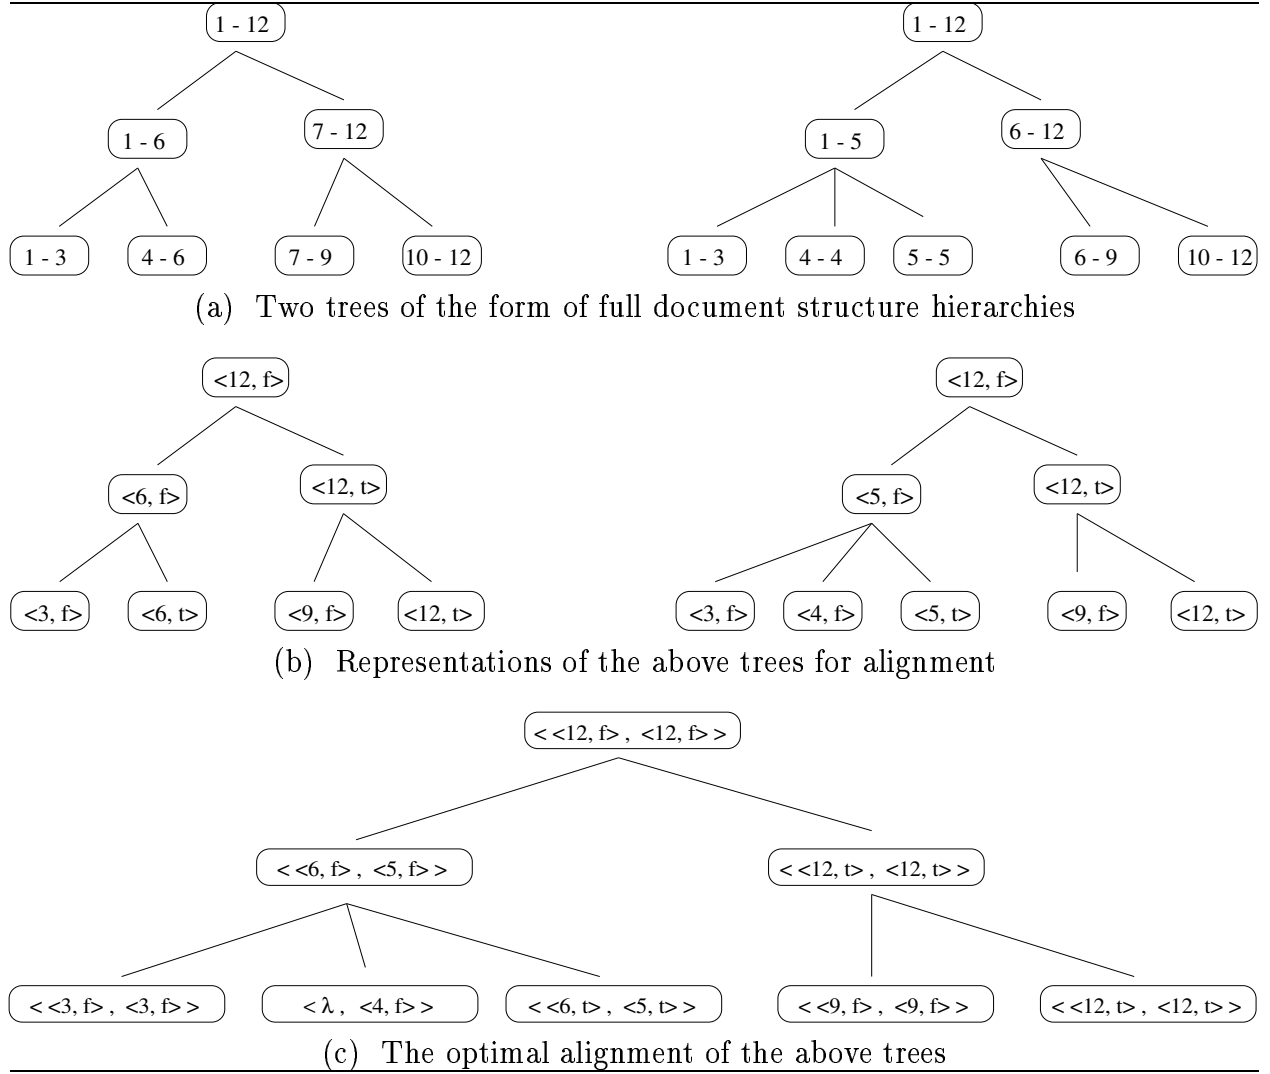 1 - 12 1 - 12
1 - 6 7 - 12 1 - 5 6 - 12
1 - 3 4 - 6 7 - 9 10 - 12 1 - 3 4 - 4 5 - 5 6 - 9 10 - 12
(a) Two trees of the form of full document structure hierarchies
<12, f> <12, f>
<6, f> <12, t> <5, f> <12, t>
<3, f> <6, t> <9, f> <12, t> <3, f> <4, f> <5, t> <9, f> <12, t>
(b) Representations of the above trees for alignment
< <12, f> , <12, f> >
< <6, f> , <5, f> > < <12, t> , <12, t> >
< <3, f> , <3, f> > < λ , <4, f> > < <6, t> , <5, t> > < <9, f> , <9, f> > < <12, t> , <12, t> >
(c) The optimal alignment of the above trees